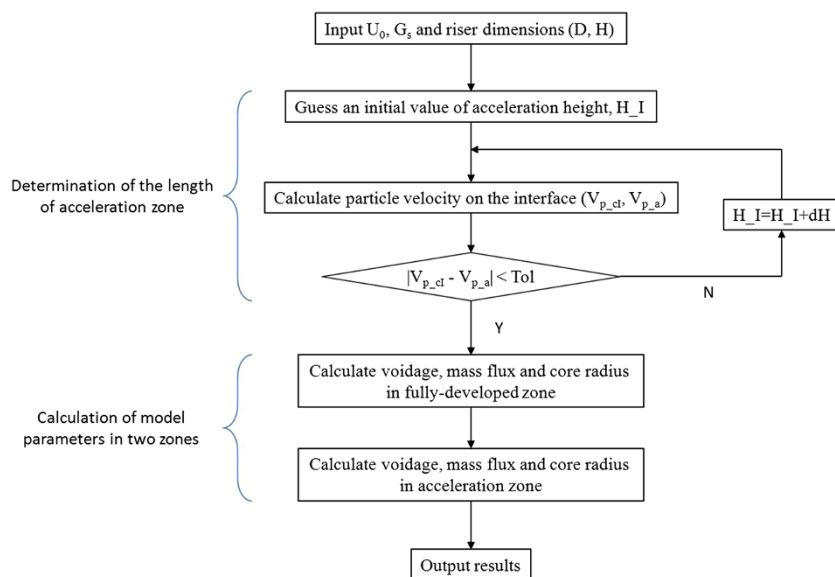 Input U₀, Gₛ and riser dimensions (D, H)
Guess an initial value of acceleration height, H_I
Determination of the length
of acceleration zone
Calculate particle velocity on the interface (V_p_cI, V_p_a)
H_I=H_I+dH
|V_p_cI - V_p_a| < Tol
N
Y
Calculate voidage, mass flux and core radius
in fully-developed zone
Calculation of model
parameters in two zones
Calculate voidage, mass flux and core radius
in acceleration zone
Output results